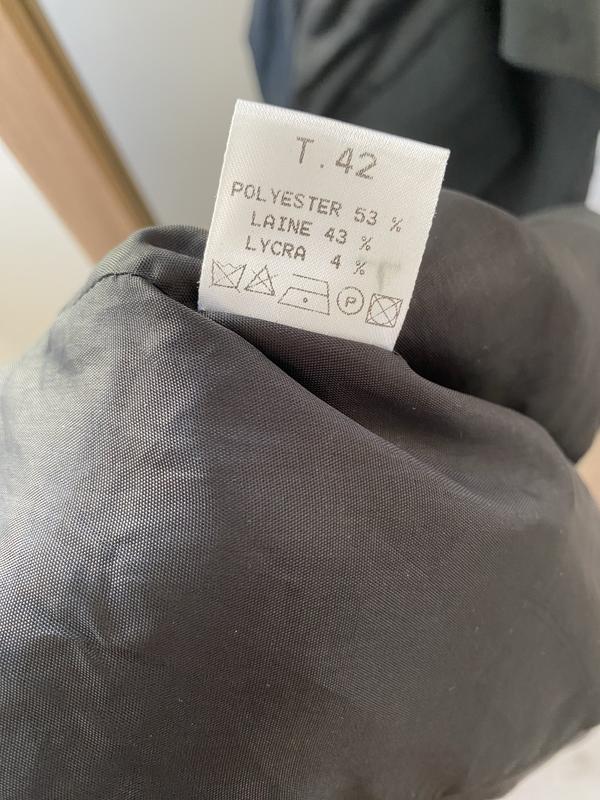 T.42
POLYESTER 53 %
LAINE 43 %
LYCRA 4 %
P